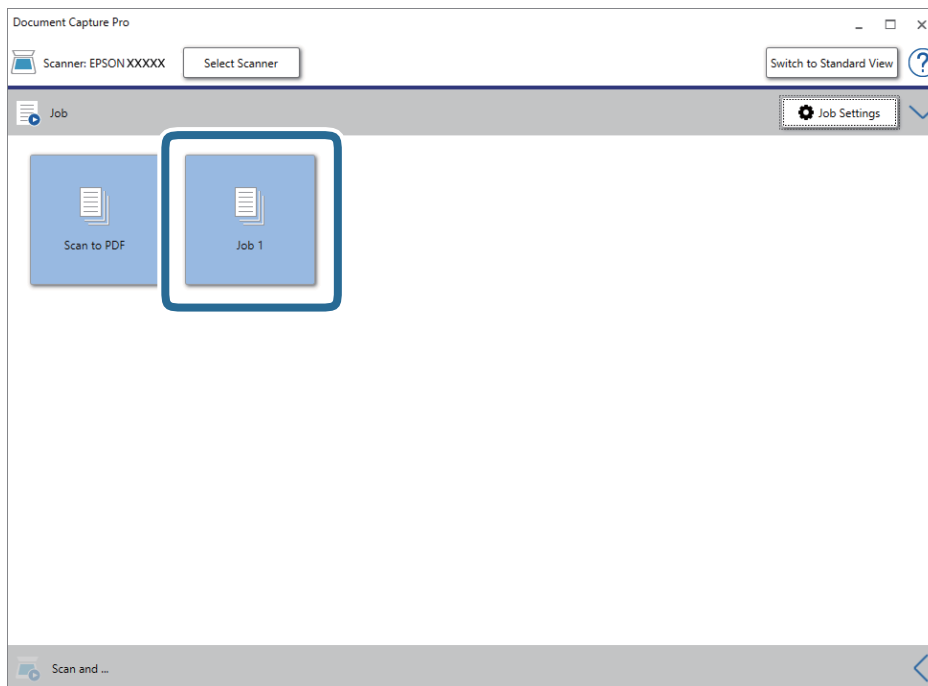 Document Capture Pro
Scanner: EPSON XXXXX Select Scanner Switch to Standard View ?
Job Job Settings
Scan to PDF Job 1
Scan and ...